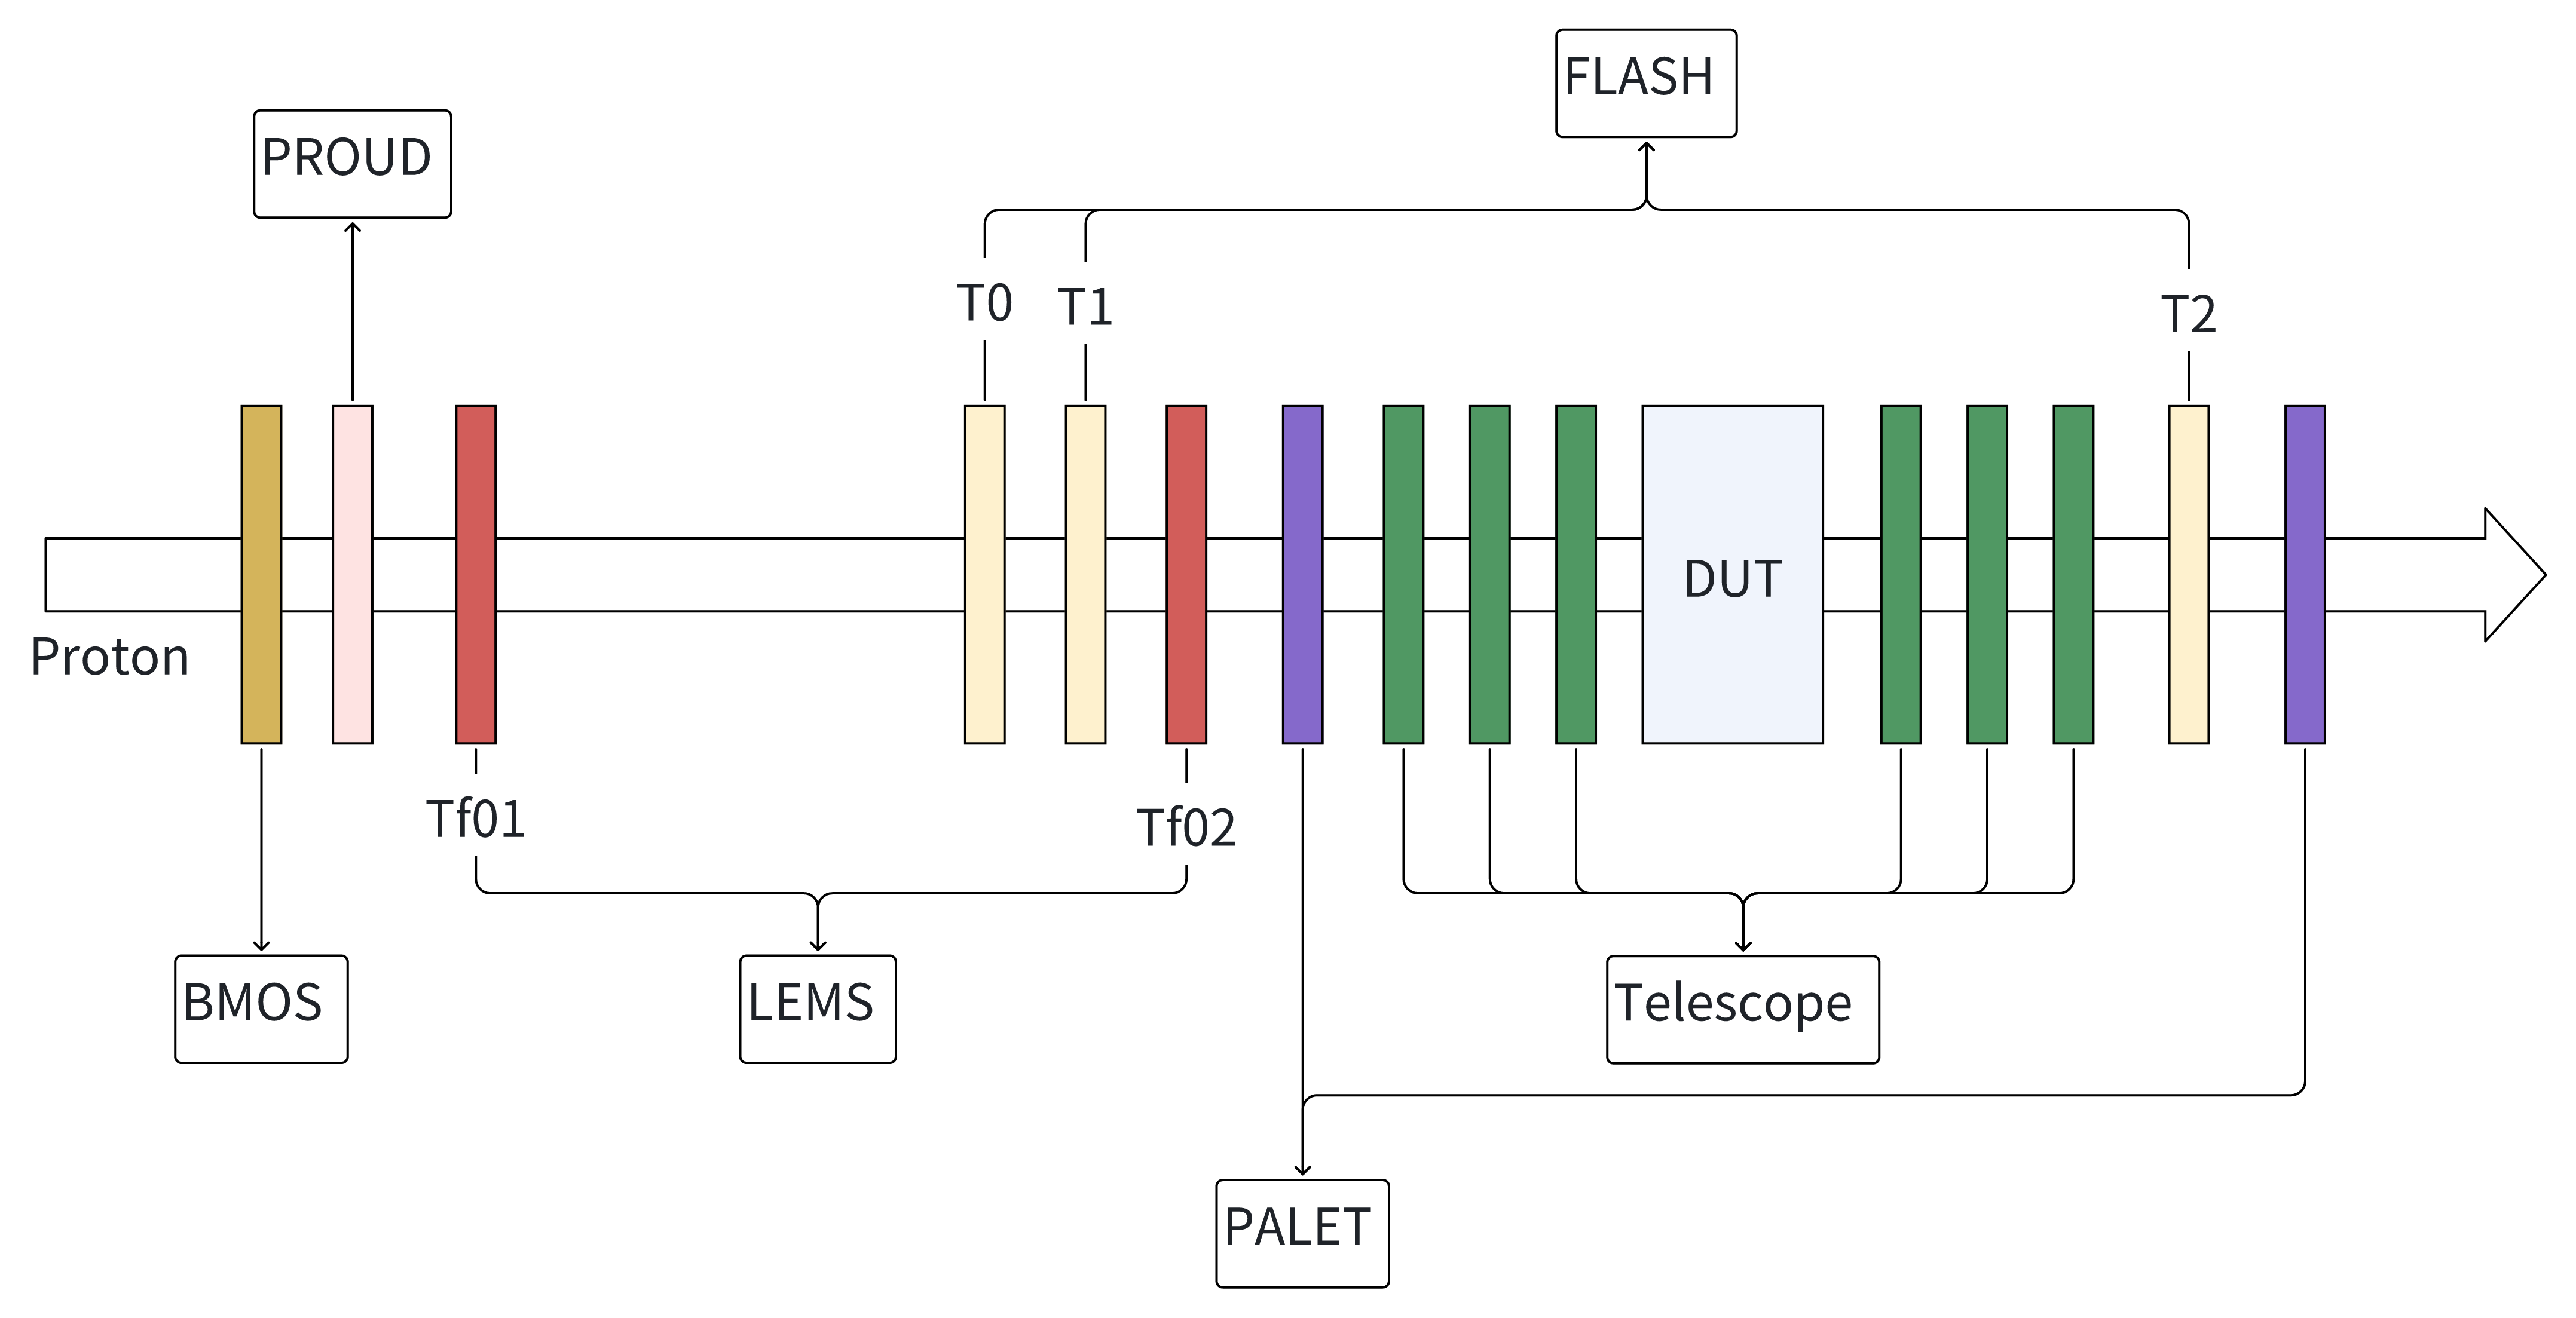 FLASH
PROUD
T0
T1
T2
DUT
Proton
Tf01
Tf02
BMOS
LEMS
Telescope
PALET